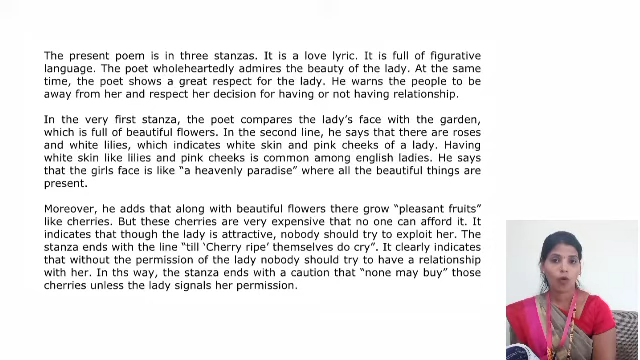 The present poem is in three stanzas. It is a love lyric. It is full of figurative
language. The poet wholeheartedly admires the beauty of the lady. At the same
time, the poet shows a great respect for the lady. He warns the people to be
away from her and respect her decision for having or not having relationship.
In the very first stanza, the poet compares the lady's face with the garden,
which is full of beautiful flowers. In the second line, he says that there are roses
and white lilies, which indicates white skin and pink cheeks of a lady. Having
white skin like lilies and pink cheeks is common among english ladies. He says
that the girls face is like "a heavenly paradise" where all the beautiful things are
present.
Moreover, he adds that along with beautiful flowers there grow "pleasant fruits"
like cherries. But these cherries are very expensive that no one can afford it. It
indicates that though the lady is attractive, nobody should try to exploit her. The
stanza ends with the line "till 'Cherry ripe' themselves do cry". It clearly indicates
that without the permission of the lady nobody should try to have a relationship
with her. In ths way, the stanza ends with a caution that "none may buy" those
cherries unless the lady signals her permission.